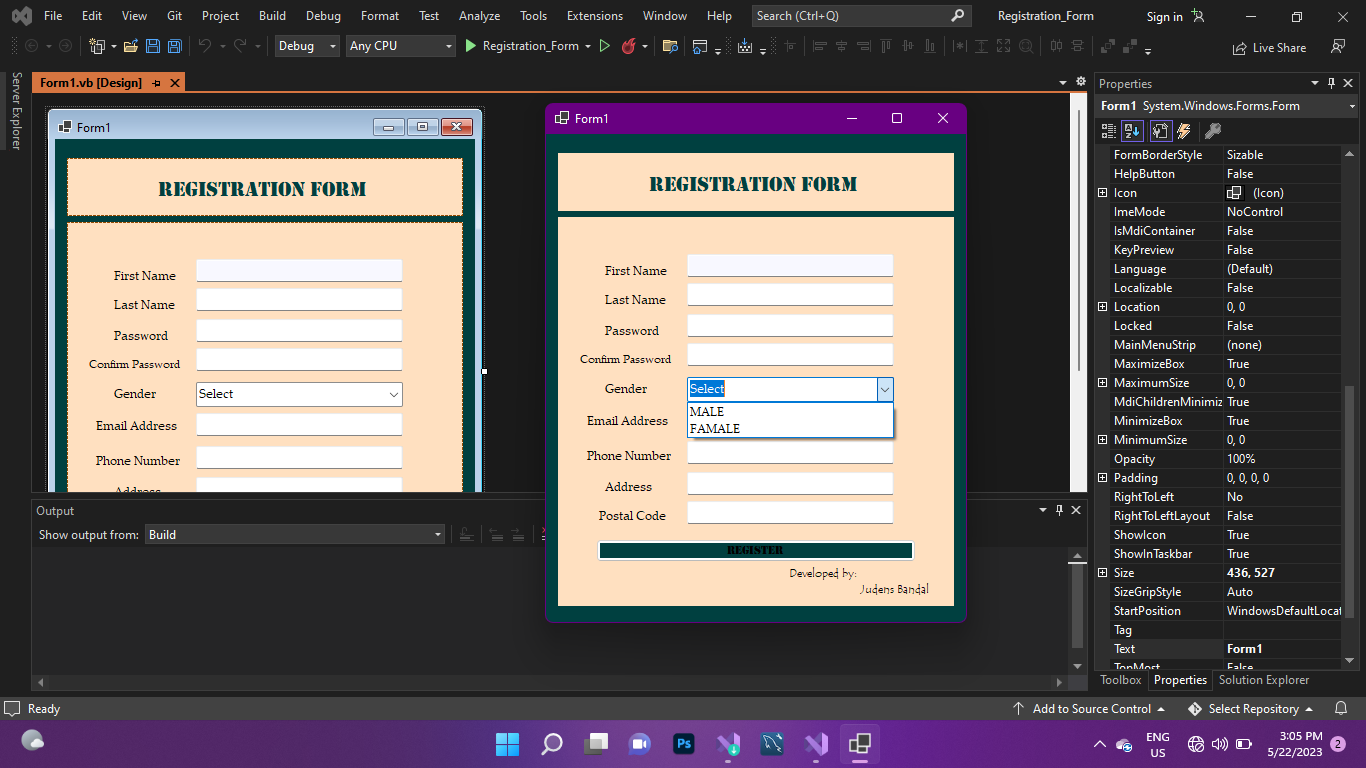 File Edit View Git Project Build Debug Format Test Analyze Tools Extensions Window Help Search (Ctrl+Q) Registration_Form Sign in
Debug Any CPU Registration_Form Live Share
Server Explorer
Form1.vb [Design]
Form1
REGISTRATION FORM
First Name
Last Name
Password
Confirm Password
Gender Select
Email Address
Phone Number
Address
Form1
REGISTRATION FORM
First Name
Last Name
Password
Confirm Password
Gender Select
MALE
FAMALE
Email Address
Phone Number
Address
Postal Code
REGISTER
Developed by:
Judens Bandal
Output
Show output from: Build
Properties
Form1 System.Windows.Forms.Form
FormBorderStyle Sizable
HelpButton False
Icon (Icon)
ImeMode NoControl
IsMdiContainer False
KeyPreview False
Language (Default)
Localizable False
Location 0, 0
Locked False
MainMenuStrip (none)
MaximizeBox True
MaximumSize 0, 0
MdiChildrenMinimiz True
MinimizeBox True
MinimumSize 0, 0
Opacity 100%
Padding 0, 0, 0, 0
RightToLeft No
RightToLeftLayout False
ShowIcon True
ShowInTaskbar True
Size 436, 527
SizeGripStyle Auto
StartPosition WindowsDefaultLocat
Tag
Text Form1
TopMost False
Toolbox Properties Solution Explorer
Ready Add to Source Control Select Repository
Ps
ENG
US
3:05 PM
5/22/2023
2